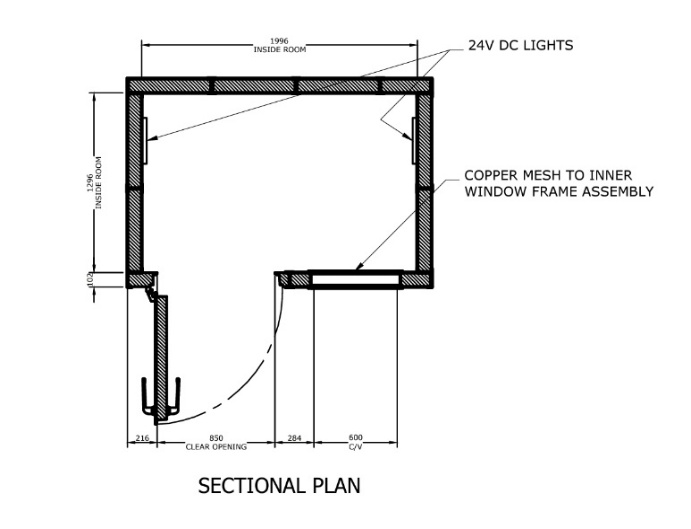 1996
INSIDE ROOM
24V DC LIGHTS
1296
INSIDE ROOM
COPPER MESH TO INNER
WINDOW FRAME ASSEMBLY
102
216
850
CLEAR OPENING
284
600
C/V
SECTIONAL PLAN